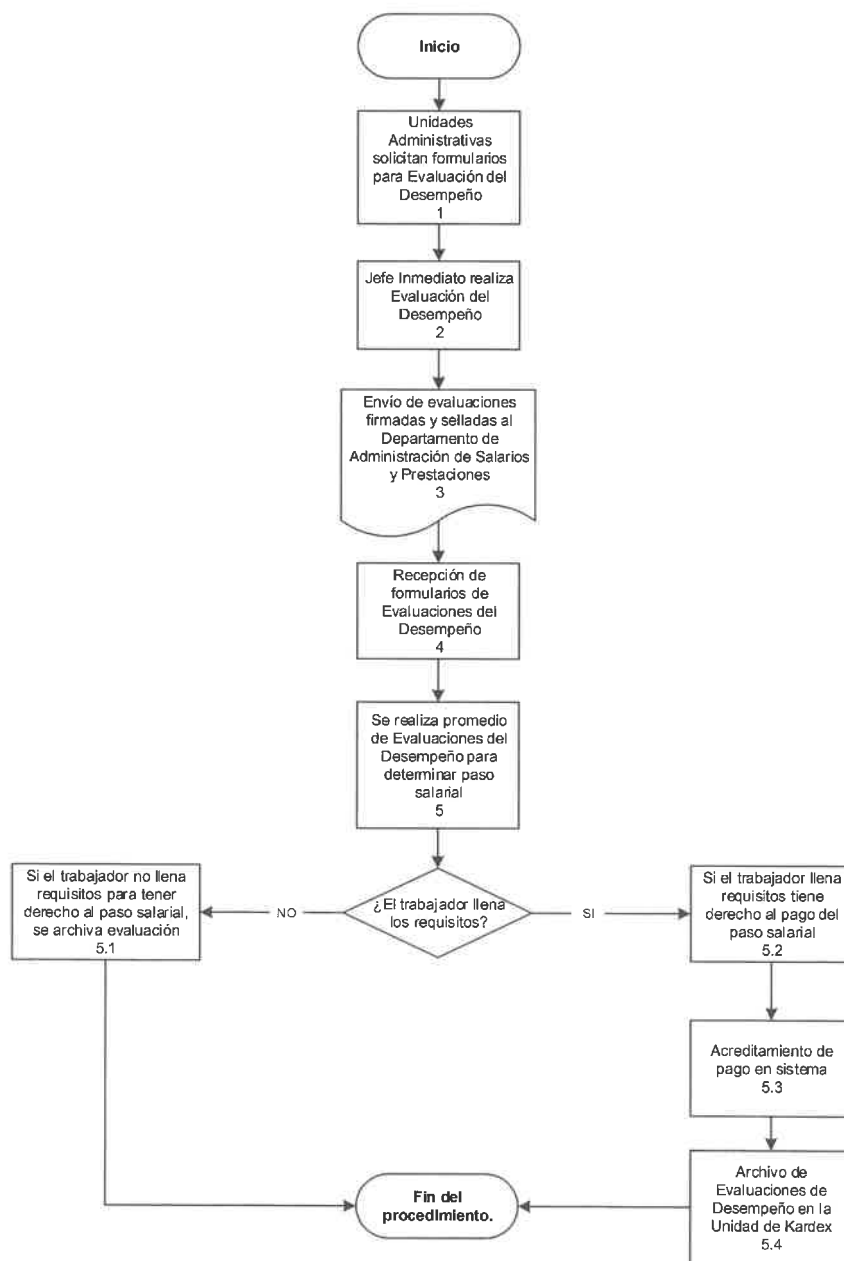 Inicio
Unidades
Administrativas
solicitan formularios
para Evaluación del
Desempeño
1
Jefe Inmediato realiza
Evaluación del
Desempeño
2
Envío de evaluaciones
firmadas y selladas al
Departamento de
Administración de Salarios
y Prestaciones
3
Recepción de
formularios de
Evaluaciones del
Desempeño
4
Se realiza promedio
de Evaluaciones del
Desempeño para
determinar paso
salarial
5
¿El trabajador llena
los requisitos?
NO
SI
Si el trabajador no llena
requisitos para tener
derecho al paso salarial,
se archiva evaluación
5.1
Si el trabajador llena
requisitos tiene
derecho al pago del
paso salarial
5.2
Acreditamiento de
pago en sistema
5.3
Archivo de
Evaluaciones de
Desempeño en la
Unidad de Kardex
5.4
Fin del
procedimiento.